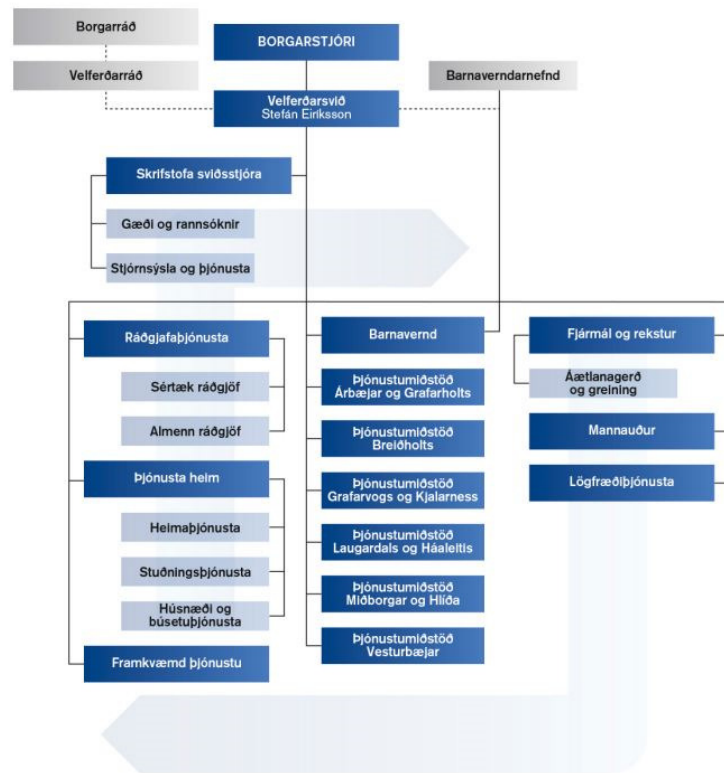 Borgarráð
BORGARSTJÓRI
Velferðarráð
Barnaverndarnefnd
Velferðarsvið
Stefán Eiríksson
Skrifstofa sviðsstjóra
Gæði og rannsóknir
Stjórnsýsla og þjónusta
Ráðgjafaþjónusta
Sértæk ráðgjöf
Almenn ráðgjöf
Þjónusta heim
Heimaþjónusta
Stuðningsþjónusta
Húsnæði og
búsetuþjónusta
Framkvæmd þjónustu
Barnavernd
Þjónustumiðstöð
Árbæjar og Grafarholts
Þjónustumiðstöð
Breiðholts
Þjónustumiðstöð
Grafarvogs og Kjalarness
Þjónustumiðstöð
Laugardals og Háaleitis
Þjónustumiðstöð
Miðborgar og Hlíða
Þjónustumiðstöð
Vesturbæjar
Fjármál og rekstur
Áætlanagerð
og greining
Mannauður
Lögfræðiþjónusta